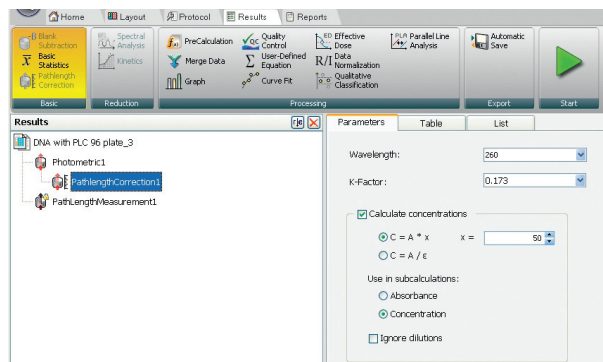 Home Layout Protocol Results Reports
Blank Subtraction
Basic Statistics
Pathlength Correction
Basic
Spectral Analysis
Kinetics
Reduction
PreCalculation
Merge Data
Graph
QC Quality Control
Σ User-Defined Equation
Curve Fit
ED Effective Dose
R/I Data Normalization
Qualitative Classification
PLA Parallel Line Analysis
Processing
Automatic Save
Export
Start
Results
DNA with PLC 96 plate_3
Photometric1
PathlengthCorrection1
PathLengthMeasurement1
Parameters Table List
Wavelength: 260
K-Factor: 0.173
Calculate concentrations
C = A * x x = 50
C = A / ε
Use in subcalculations:
Absorbance
Concentration
Ignore dilutions